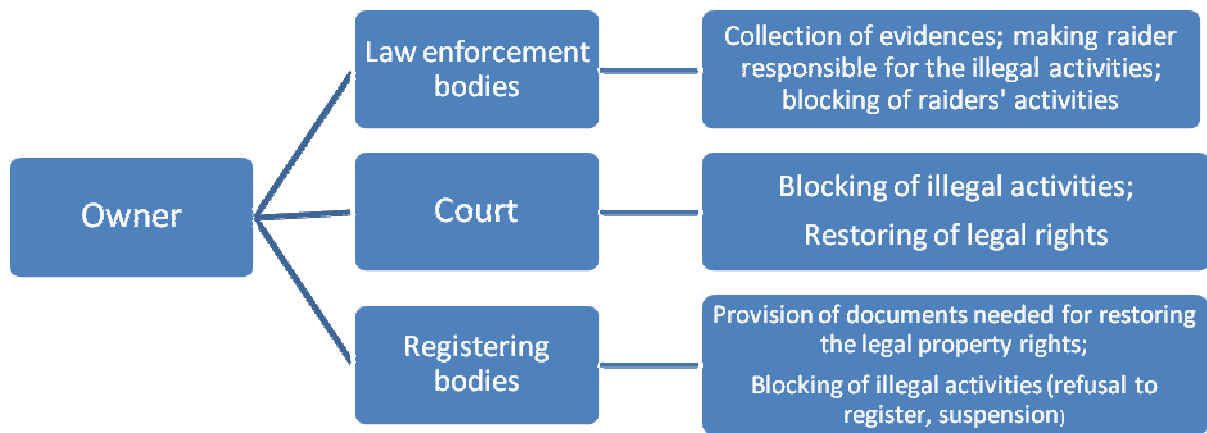 Owner
Law enforcement
bodies
Collection of evidences; making raider
responsible for the illegal activities;
blocking of raiders' activities
Court
Blocking of illegal activities;
Restoring of legal rights
Registering
bodies
Provision of documents needed for restoring
the legal property rights;
Blocking of illegal activities (refusal to
register, suspension)